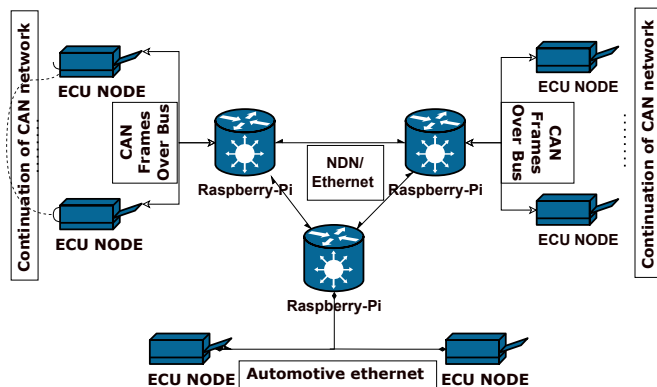 Continuation of CAN network
ECU NODE
CAN
Frames
Over Bus
ECU NODE
Raspberry-Pi
NDN/
Ethernet
Raspberry-Pi
CAN
Frames
Over Bus
ECU NODE
ECU NODE
Continuation of CAN network
Raspberry-Pi
ECU NODE
Automotive ethernet
ECU NODE